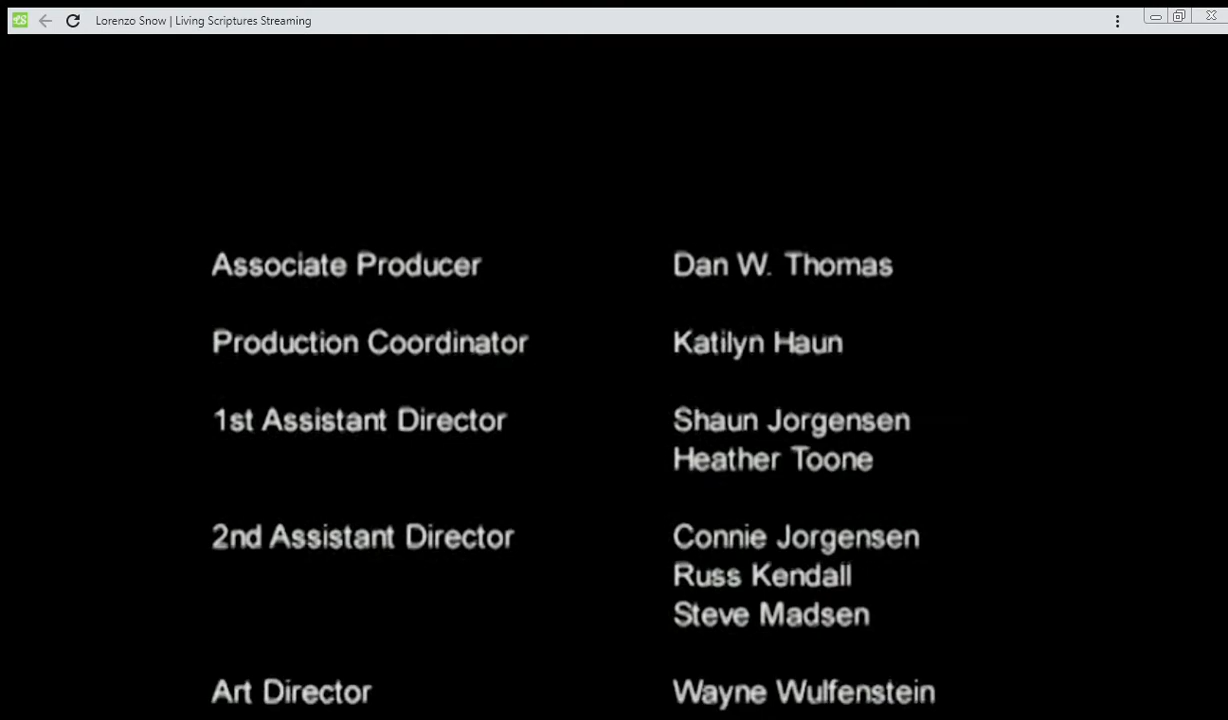 Lorenzo Snow | Living Scriptures Streaming
Associate Producer Dan W. Thomas
Production Coordinator Katilyn Haun
1st Assistant Director Shaun Jorgensen
Heather Toone
2nd Assistant Director Connie Jorgensen
Russ Kendall
Steve Madsen
Art Director Wayne Wulfenstein